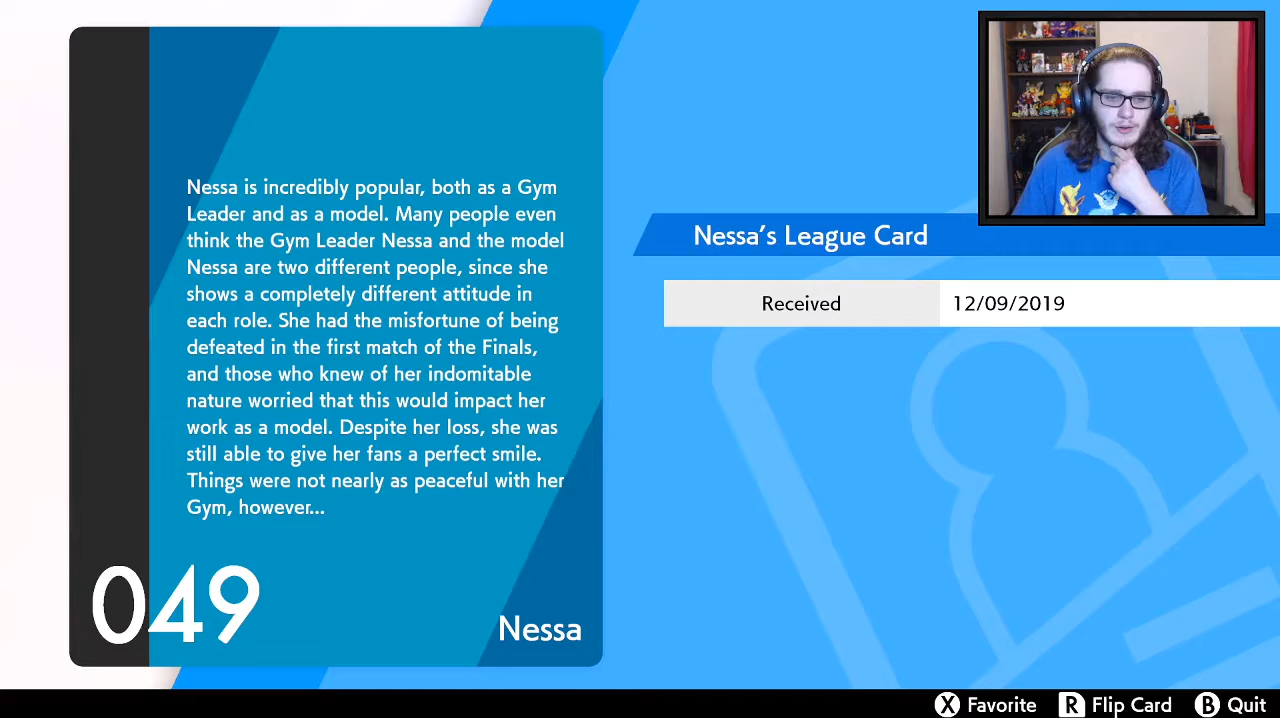 Nessa is incredibly popular, both as a Gym
Leader and as a model. Many people even
think the Gym Leader Nessa and the model
Nessa are two different people, since she
shows a completely different attitude in
each role. She had the misfortune of being
defeated in the first match of the Finals,
and those who knew of her indomitable
nature worried that this would impact her
work as a model. Despite her loss, she was
still able to give her fans a perfect smile.
Things were not nearly as peaceful with her
Gym, however...
049
Nessa
Nessa's League Card
Received 12/09/2019
X Favorite R Flip Card B Quit